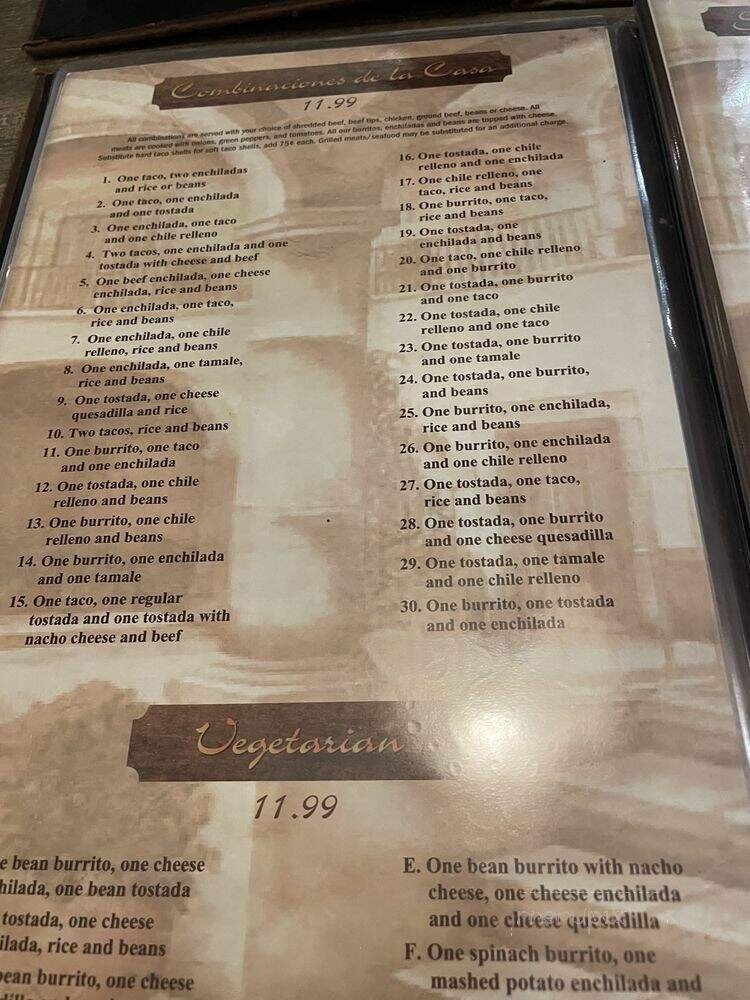 Combinaciones de la Casa
11.99
All combinations are served with your choice of shredded beef, beef tips, chicken, ground beef, beans or cheese. All
meats are cooked with onions, green peppers, and tomatoes. All our burritos, enchiladas and beans are topped with cheese.
Substitute hard taco shells for soft taco shells, add 75¢ each. Grilled meats/seafood may be substituted for an additional charge.
1. One taco, two enchiladas
and rice or beans
2. One taco, one enchilada
and one tostada
3. One enchilada, one taco
and one chile relleno
4. Two tacos, one enchilada and one
tostada with cheese and beef
5. One beef enchilada, one cheese
enchilada, rice and beans
6. One enchilada, one taco,
rice and beans
7. One enchilada, one chile
relleno, rice and beans
8. One enchilada, one tamale,
rice and beans
9. One tostada, one cheese
quesadilla and rice
10. Two tacos, rice and beans
11. One burrito, one taco
and one enchilada
12. One tostada, one chile
relleno and beans
13. One burrito, one chile
relleno and beans
14. One burrito, one enchilada
and one tamale
15. One taco, one regular
tostada and one tostada with
nacho cheese and beef
16. One tostada, one chile
relleno and one enchilada
17. One chile relleno, one
taco, rice and beans
18. One burrito, one taco,
rice and beans
19. One tostada, one
enchilada and beans
20. One taco, one chile relleno
and one burrito
21. One tostada, one burrito
and one taco
22. One tostada, one chile
relleno and one taco
23. One tostada, one burrito
and one tamale
24. One tostada, one burrito,
and beans
25. One burrito, one enchilada,
rice and beans
26. One burrito, one enchilada
and one chile relleno
27. One tostada, one taco,
rice and beans
28. One tostada, one burrito
and one cheese quesadilla
29. One tostada, one tamale
and one chile relleno
30. One burrito, one tostada
and one enchilada
Vegetarian
11.99
e bean burrito, one cheese
hilada, one bean tostada
tostada, one cheese
ilada, rice and beans
bean burrito, one cheese
E. One bean burrito with nacho
cheese, one cheese enchilada
and one cheese quesadilla
F. One spinach burrito, one
mashed potato enchilada and